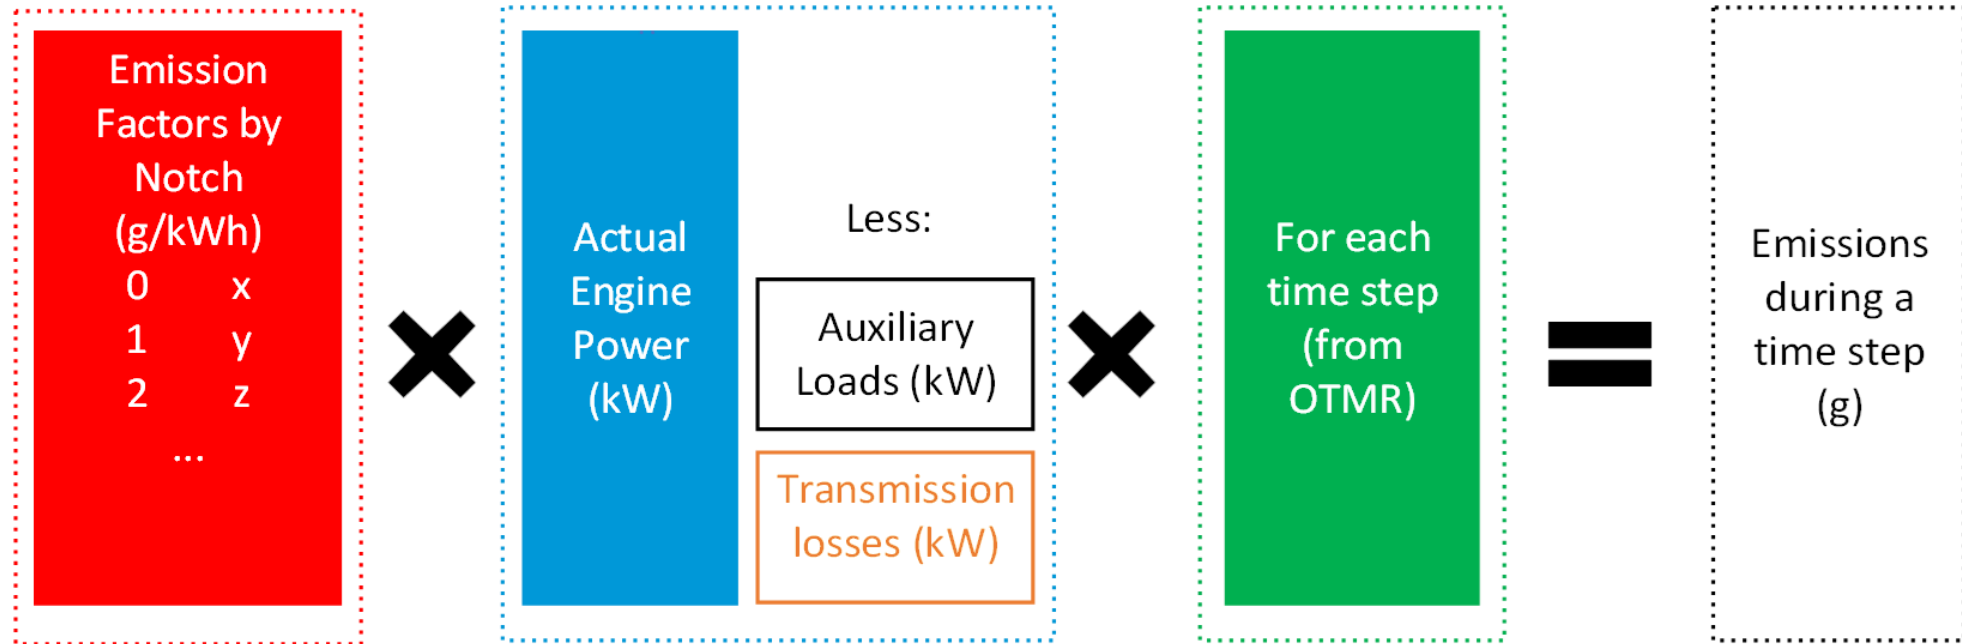 Emission
Factors by
Notch
(g/kWh)
0 x
1 y
2 z
...
Actual
Engine
Power
(kW)
Less:
Auxiliary
Loads (kW)
Transmission
losses (kW)
For each
time step
(from
OTMR)
Emissions
during a
time step
(g)